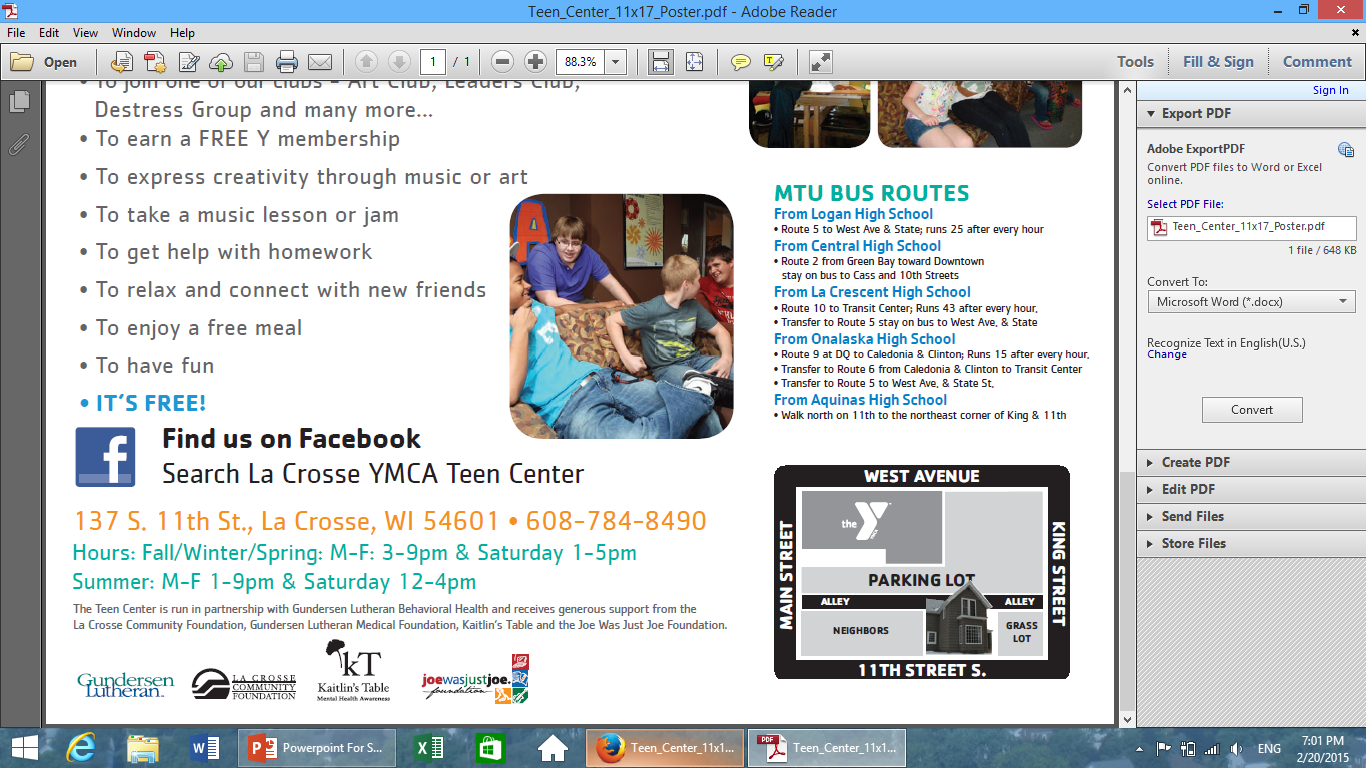 Teen_Center_11x17_Poster.pdf - Adobe Reader
File Edit View Window Help
Open 1 / 1 88.3% Tools Fill & Sign Comment
• To join one of our clubs – Art Club, Leaders Club,
Destress Group and many more...
• To earn a FREE Y membership
• To express creativity through music or art
• To take a music lesson or jam
• To get help with homework
• To relax and connect with new friends
• To enjoy a free meal
• To have fun
• IT'S FREE!
Find us on Facebook
Search La Crosse YMCA Teen Center
137 S. 11th St., La Crosse, WI 54601 • 608-784-8490
Hours: Fall/Winter/Spring: M-F: 3-9pm & Saturday 1-5pm
Summer: M-F 1-9pm & Saturday 12-4pm
The Teen Center is run in partnership with Gundersen Lutheran Behavioral Health and receives generous support from the
La Crosse Community Foundation, Gundersen Lutheran Medical Foundation, Kaitlin's Table and the Joe Was Just Joe Foundation.
Gundersen
Lutheran
LA CROSSE
COMMUNITY
FOUNDATION
kT
Kaitlin's Table
Mental Health Awareness
joewasjustjoe.
foundation
MTU BUS ROUTES
From Logan High School
• Route 5 to West Ave & State; runs 25 after every hour
From Central High School
• Route 2 from Green Bay toward Downtown
stay on bus to Cass and 10th Streets
From La Crescent High School
• Route 10 to Transit Center; Runs 43 after every hour.
• Transfer to Route 5 stay on bus to West Ave. & State
From Onalaska High School
• Route 9 at DQ to Caledonia & Clinton; Runs 15 after every hour.
• Transfer to Route 6 from Caledonia & Clinton to Transit Center
• Transfer to Route 5 to West Ave. & State St.
From Aquinas High School
• Walk north on 11th to the northeast corner of King & 11th
WEST AVENUE
MAIN STREET
the Y
KING STREET
PARKING LOT
ALLEY ALLEY
NEIGHBORS
GRASS
LOT
11TH STREET S.
Sign In
Export PDF
Adobe ExportPDF
Convert PDF files to Word or Excel
online.
Select PDF File:
Teen_Center_11x17_Poster.pdf
1 file / 648 KB
Convert To:
Microsoft Word (*.docx)
Recognize Text in English(U.S.)
Change
Convert
Create PDF
Edit PDF
Send Files
Store Files
Powerpoint For S... Teen_Center_11x1... Teen_Center_11x1... ENG
7:01 PM
2/20/2015